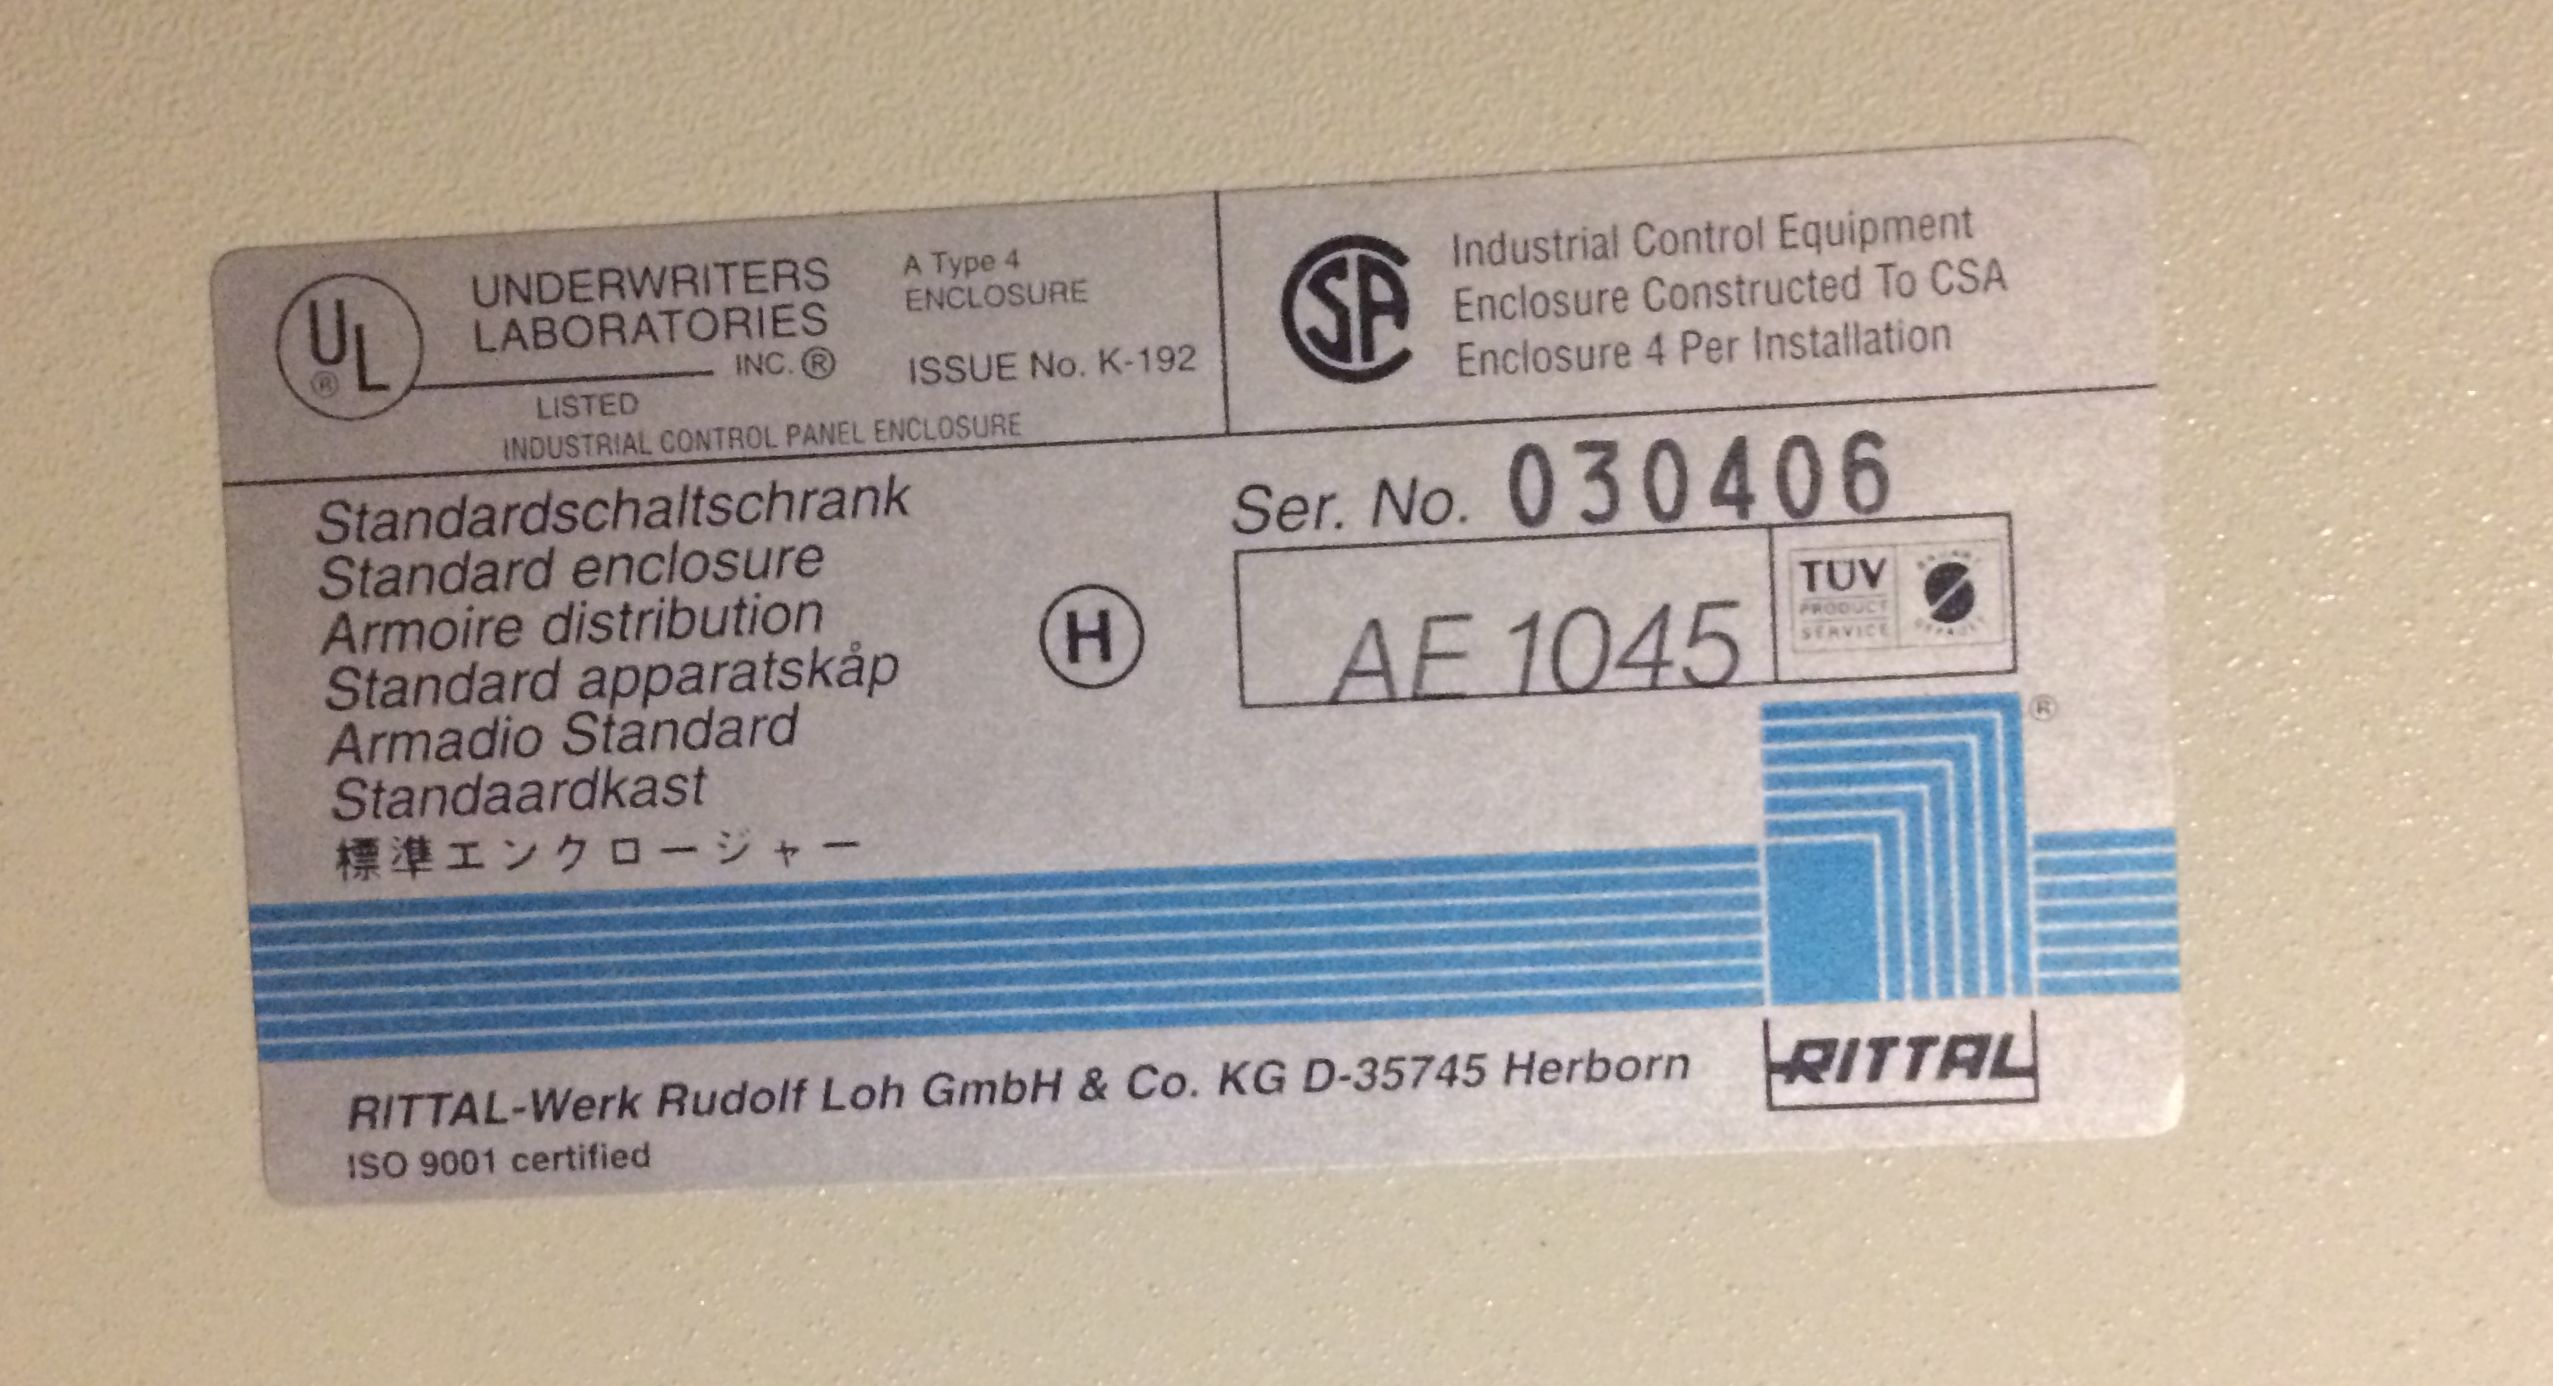 UL
®
UNDERWRITERS
LABORATORIES
INC.®
LISTED
INDUSTRIAL CONTROL PANEL ENCLOSURE
A Type 4
ENCLOSURE
ISSUE No. K-192
CSA
Industrial Control Equipment
Enclosure Constructed To CSA
Enclosure 4 Per Installation
Standardschaltschrank
Standard enclosure
Armoire distribution
Standard apparatskåp
Armadio Standard
Standaardkast
標準エンクロージャー
H
Ser. No. 030406
AE 1045
TÜV
PRODUCT
SERVICE
®
RITTAL
RITTAL-Werk Rudolf Loh GmbH & Co. KG D-35745 Herborn
ISO 9001 certified